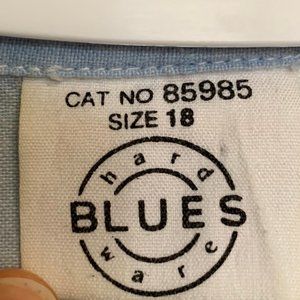 CAT NO 85985
SIZE 18
hard
BLUES
ware